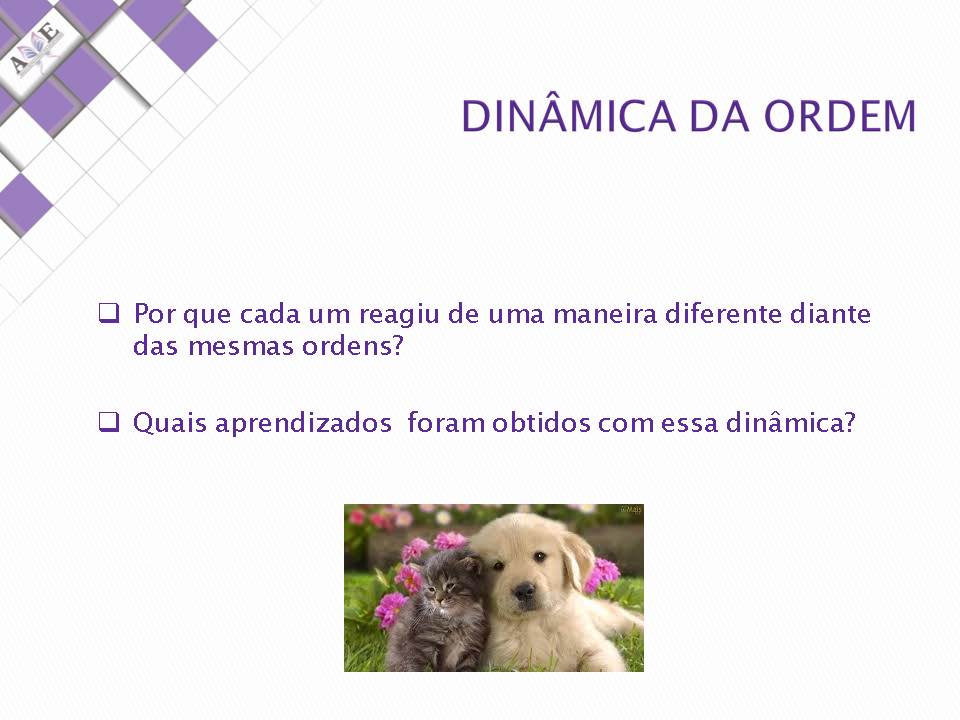 A E
DINÂMICA DA ORDEM
Por que cada um reagiu de uma maneira diferente diante
das mesmas ordens?
Quais aprendizados  foram obtidos com essa dinâmica?